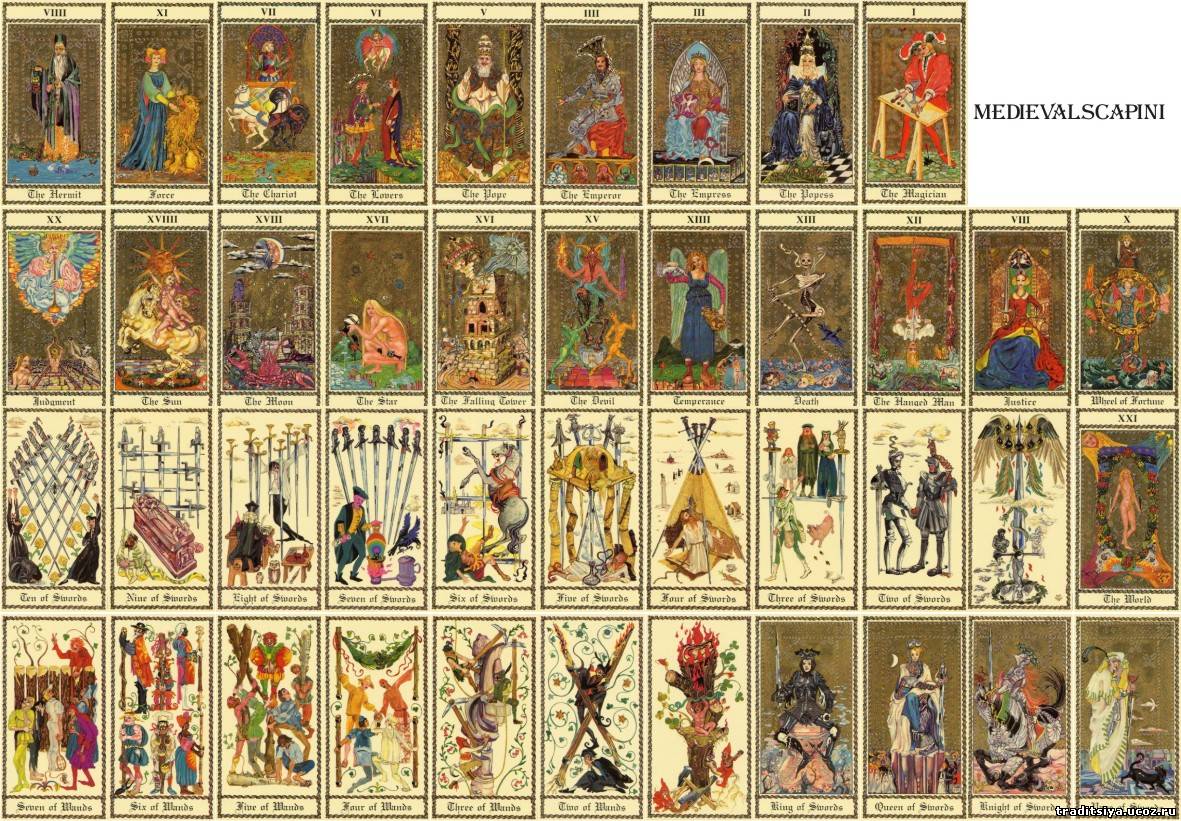 VIIII XI VII VI V IIII III II I
MEDIEVALSCAPINI
The Hermit Force The Chariot The Lovers The Pope The Emperor The Empress The Popess The Magician
XX XVIIII XVIII XVII XVI XV XIIII XIII XII VIII X
Judgment The Sun The Moon The Star The Falling Tower The Devil Temperance Death The Hanged Man Justice Wheel of Fortune
XXI
Ten of Swords Nine of Swords Eight of Swords Seven of Swords Six of Swords Five of Swords Four of Swords Three of Swords Two of Swords The World
Seven of Wands Six of Wands Five of Wands Four of Wands Three of Wands Two of Wands King of Swords Queen of Swords Knight of Swords
traditsiya.ucoz.ru